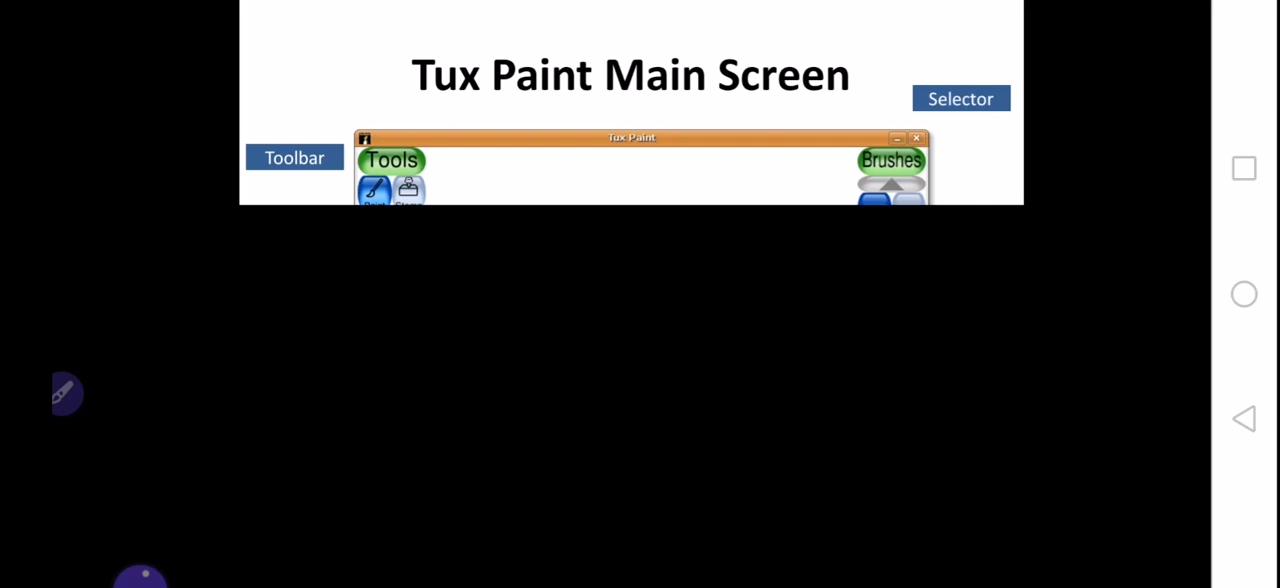 Tux Paint Main Screen
Selector
Tux Paint
Toolbar
Tools
Brushes